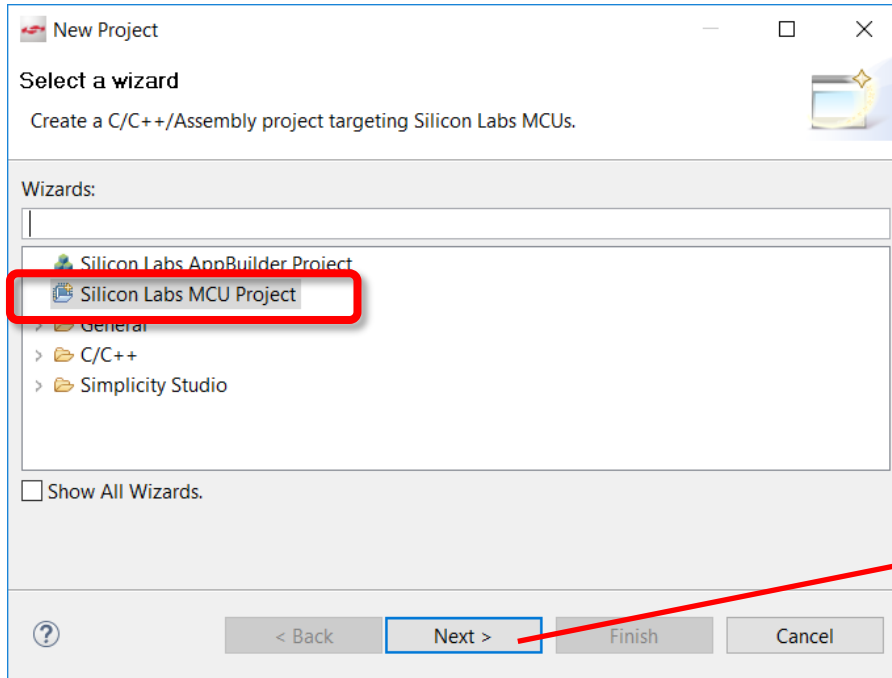 New Project
Select a wizard
Create a C/C++/Assembly project targeting Silicon Labs MCUs.
Wizards:
Silicon Labs AppBuilder Project
Silicon Labs MCU Project
General
C/C++
Simplicity Studio
Show All Wizards.
< Back Next > Finish Cancel